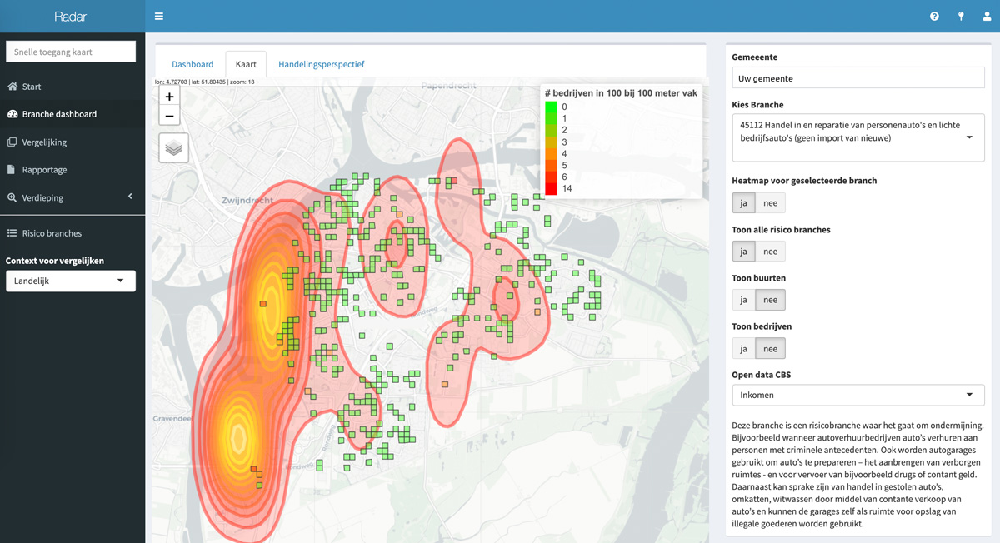 Radar
Snelle toegang kaart
Start
Branche dashboard
Vergelijking
Rapportage
Verdieping
Risico branches
Context voor vergelijken
Landelijk
Dashboard
Kaart
Handelingsperspectief
lon: 4.72703 | lat: 51.80435 | zoom: 13
+
−
Papendrecht
Zwijndrecht
Rondweg
Gravendeel
Rondweg
Rondweg
# bedrijven in 100 bij 100 meter vak
0
1
2
3
4
5
6
14
Gemeeente
Uw gemeente
Kies Branche
45112 Handel in en reparatie van personenauto's en lichte
bedrijfsauto's (geen import van nieuwe)
Heatmap voor geselecteerde branch
ja nee
Toon alle risico branches
ja nee
Toon buurten
ja nee
Toon bedrijven
ja nee
Open data CBS
Inkomen
Deze branche is een risicobranche waar het gaat om ondermijning.
Bijvoorbeeld wanneer autoverhuurbedrijven auto's verhuren aan
personen met criminele antecedenten. Ook worden autogarages
gebruikt om auto's te prepareren – het aanbrengen van verborgen
ruimtes - en voor vervoer van bijvoorbeeld drugs of contant geld.
Daarnaast kan sprake zijn van handel in gestolen auto's,
omkatten, witwassen door middel van contante verkoop van
auto's en kunnen de garages zelf als ruimte voor opslag van
illegale goederen worden gebruikt.